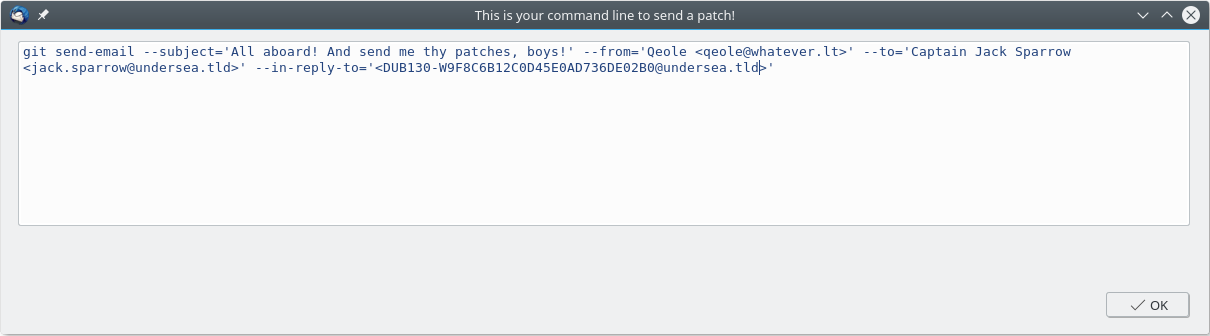 This is your command line to send a patch!
git send-email --subject='All aboard! And send me thy patches, boys!' --from='Qeole <qeole@whatever.lt>' --to='Captain Jack Sparrow
<jack.sparrow@undersea.tld>' --in-reply-to='<DUB130-W9F8C6B12C0D45E0AD736DE02B0@undersea.tld>'
OK